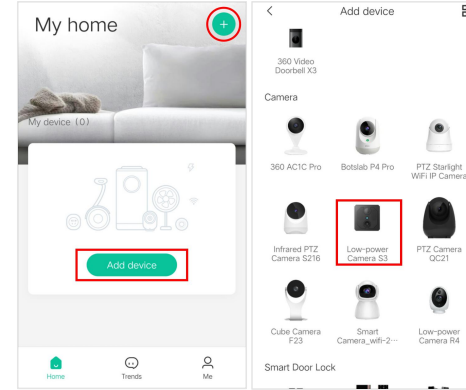 My home
My device (0)
Add device
Home
Trends
Me
Add device
360 Video
Doorbell X3
Camera
360 AC1C Pro
Botslab P4 Pro
PTZ Starlight
WiFi IP Camera
Infrared PTZ
Camera S216
Low-power
Camera S3
PTZ Camera
QC21
Cube Camera
F23
Smart
Camera_wifi-2···
Low-power
Camera R4
Smart Door Lock